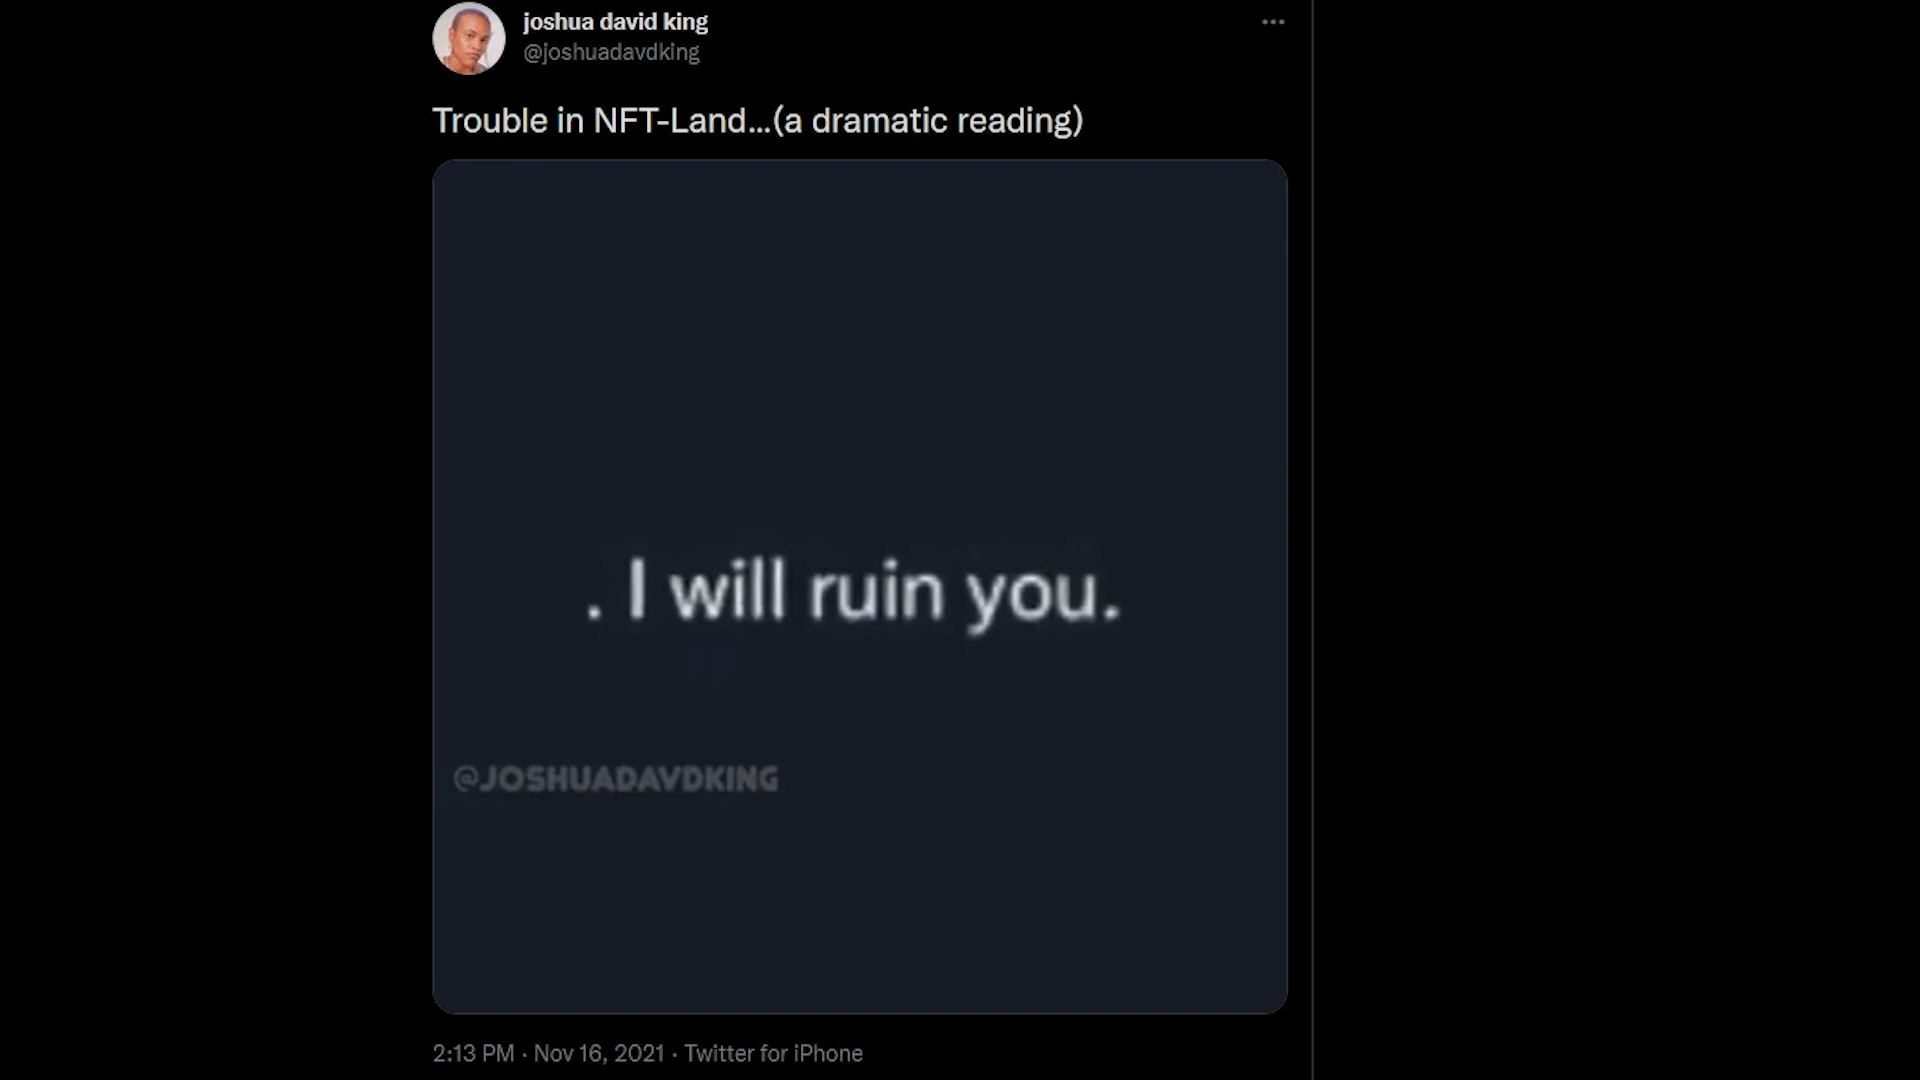 joshua david king
@joshuadavdking
Trouble in NFT-Land...(a dramatic reading)
. I will ruin you.
@JOSHUADAVDKING
2:13 PM · Nov 16, 2021 · Twitter for iPhone